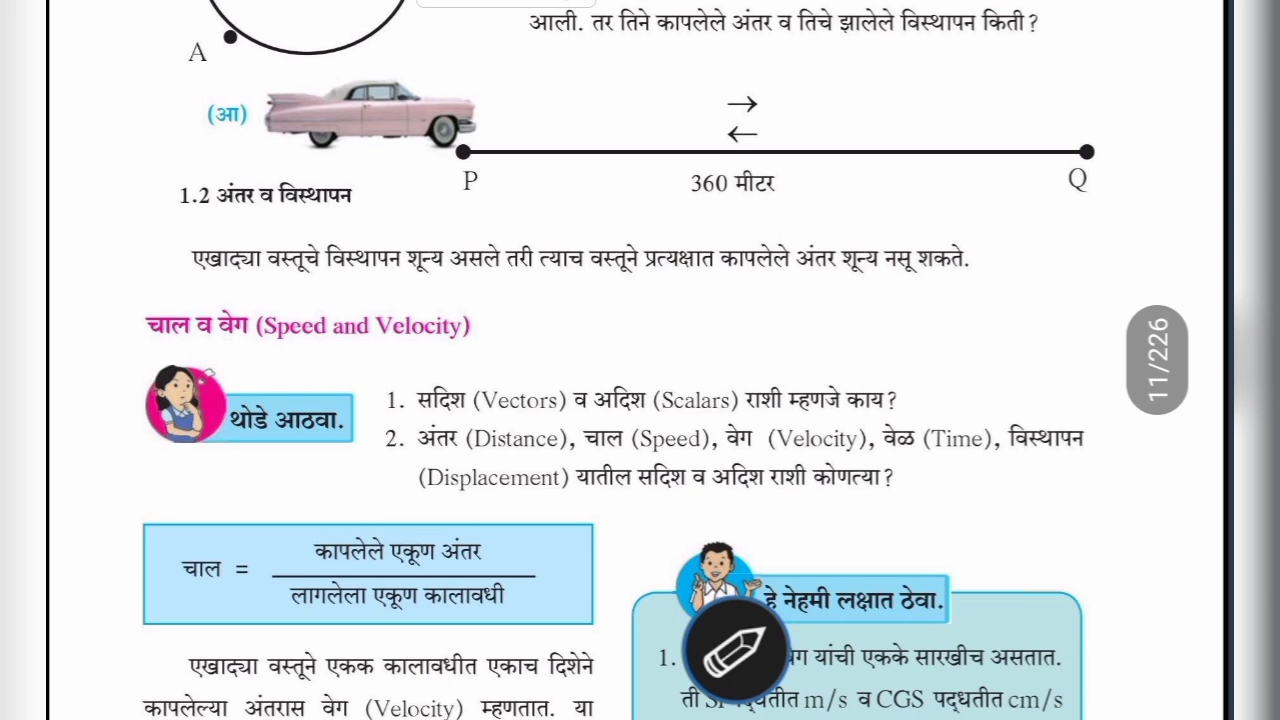 आली. तर तिने कापलेले अंतर व तिचे झालेले विस्थापन किती?
A
(आ)
→
←
P
360 मीटर
Q
1.2 अंतर व विस्थापन
एखाद्या वस्तूचे विस्थापन शून्य असले तरी त्याच वस्तूने प्रत्यक्षात कापलेले अंतर शून्य नसू शकते.
11/226
चाल व वेग (Speed and Velocity)
थोडे आठवा.
1. सदिश (Vectors) व अदिश (Scalars) राशी म्हणजे काय?
2. अंतर (Distance), चाल (Speed), वेग (Velocity), वेळ (Time), विस्थापन
(Displacement) यातील सदिश व अदिश राशी कोणत्या?
चाल = कापलेले एकूण अंतर
लागलेला एकूण कालावधी
एखाद्या वस्तूने एकक कालावधीत एकाच दिशेने
कापलेल्या अंतरास वेग (Velocity) म्हणतात. या
हे नेहमी लक्षात ठेवा.
1. यांची एकके सारखीच असतात.
ती m/s व CGS पद्धतीत cm/s